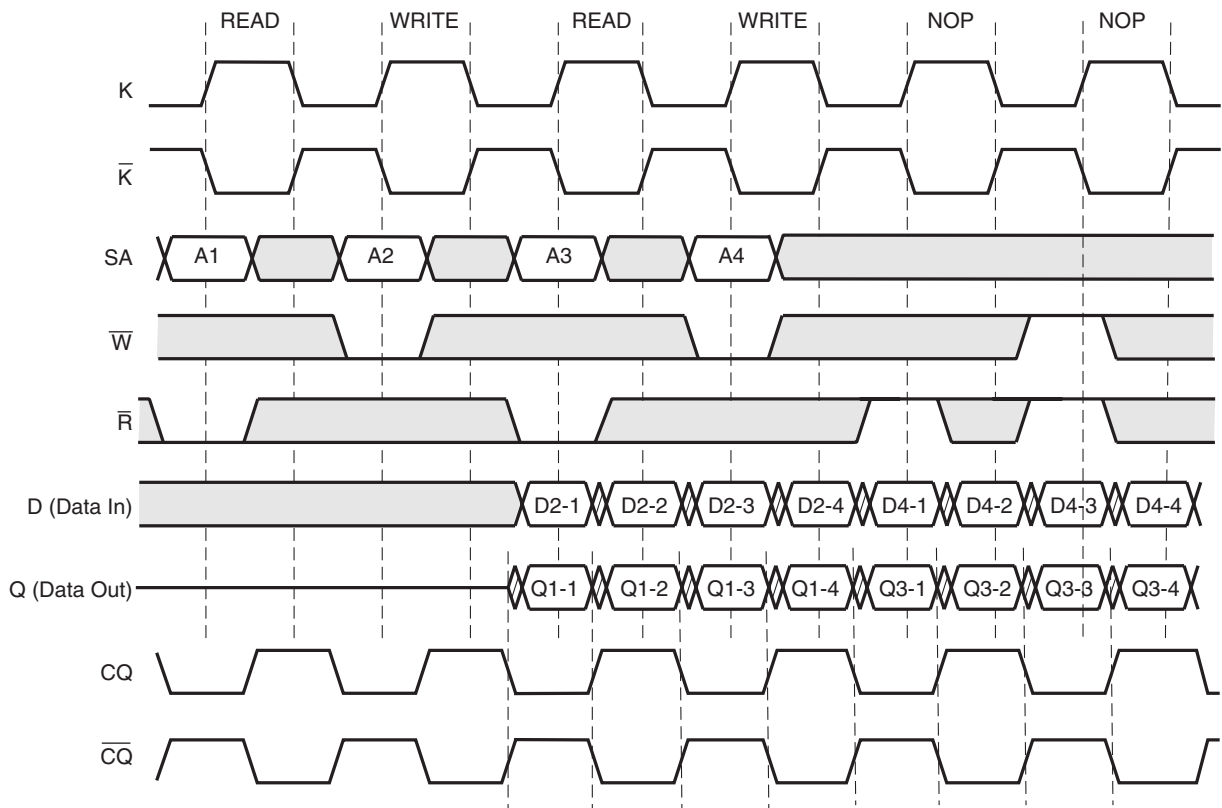 READ WRITE READ WRITE NOP NOP
K
K̅
SA A1 A2 A3 A4
W̅
R̅
D (Data In) D2-1 D2-2 D2-3 D2-4 D4-1 D4-2 D4-3 D4-4
Q (Data Out) Q1-1 Q1-2 Q1-3 Q1-4 Q3-1 Q3-2 Q3-3 Q3-4
CQ
C̅Q̅